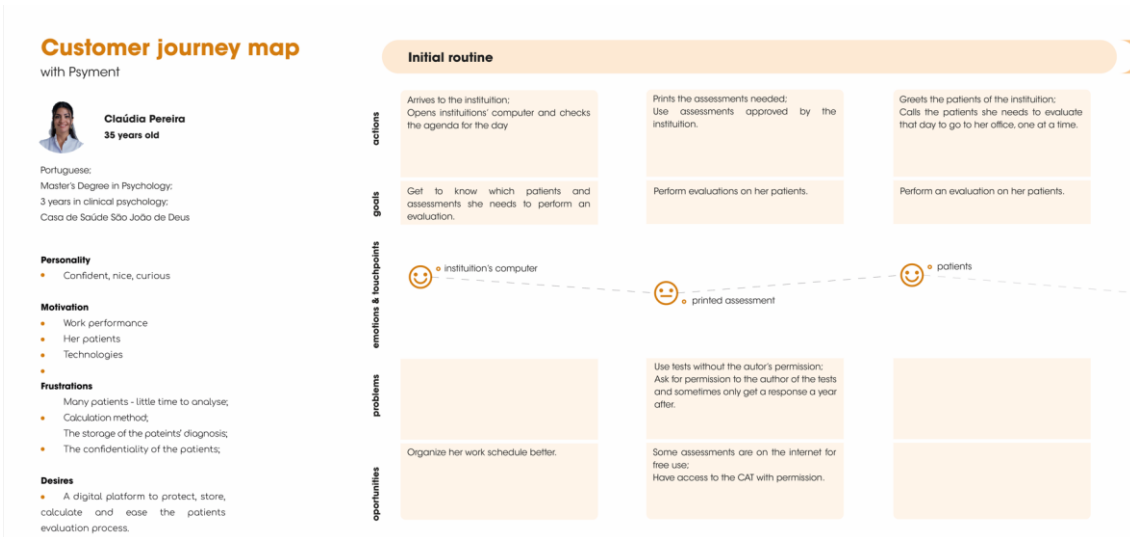 Customer journey map
with Psyment
Claúdia Pereira
35 years old
Portuguese;
Master's Degree in Psychology;
3 years in clinical psychology;
Casa de Saúde São João de Deus
Personality
Confident, nice, curious
Motivation
Work performance
Her patients
Technologies
Frustrations
Many patients - little time to analyse;
Calculation method;
The storage of the pateints' diagnosis;
The confidentiality of the patients;
Desires
A digital platform to protect, store,
calculate and ease the patients
evaluation process.
Initial routine
actions
Arrives to the instituition;
Opens instituitions' computer and checks
the agenda for the day
Prints the assessments needed;
Use assessments approved by the
instituition.
Greets the patients of the instituition;
Calls the patients she needs to evaluate
that day to go to her office, one at a time.
goals
Get to know which patients and
assessments she needs to perform an
evaluation.
Perform evaluations on her patients.
Perform an evaluation on her patients.
emotions & touchpoints
instituition's computer
printed assessment
patients
problems
Use tests without the autor's permission;
Ask for permission to the author of the tests
and sometimes only get a response a year
after.
oportunities
Organize her work schedule better.
Some assessments are on the internet for
free use;
Have access to the CAT with permission.